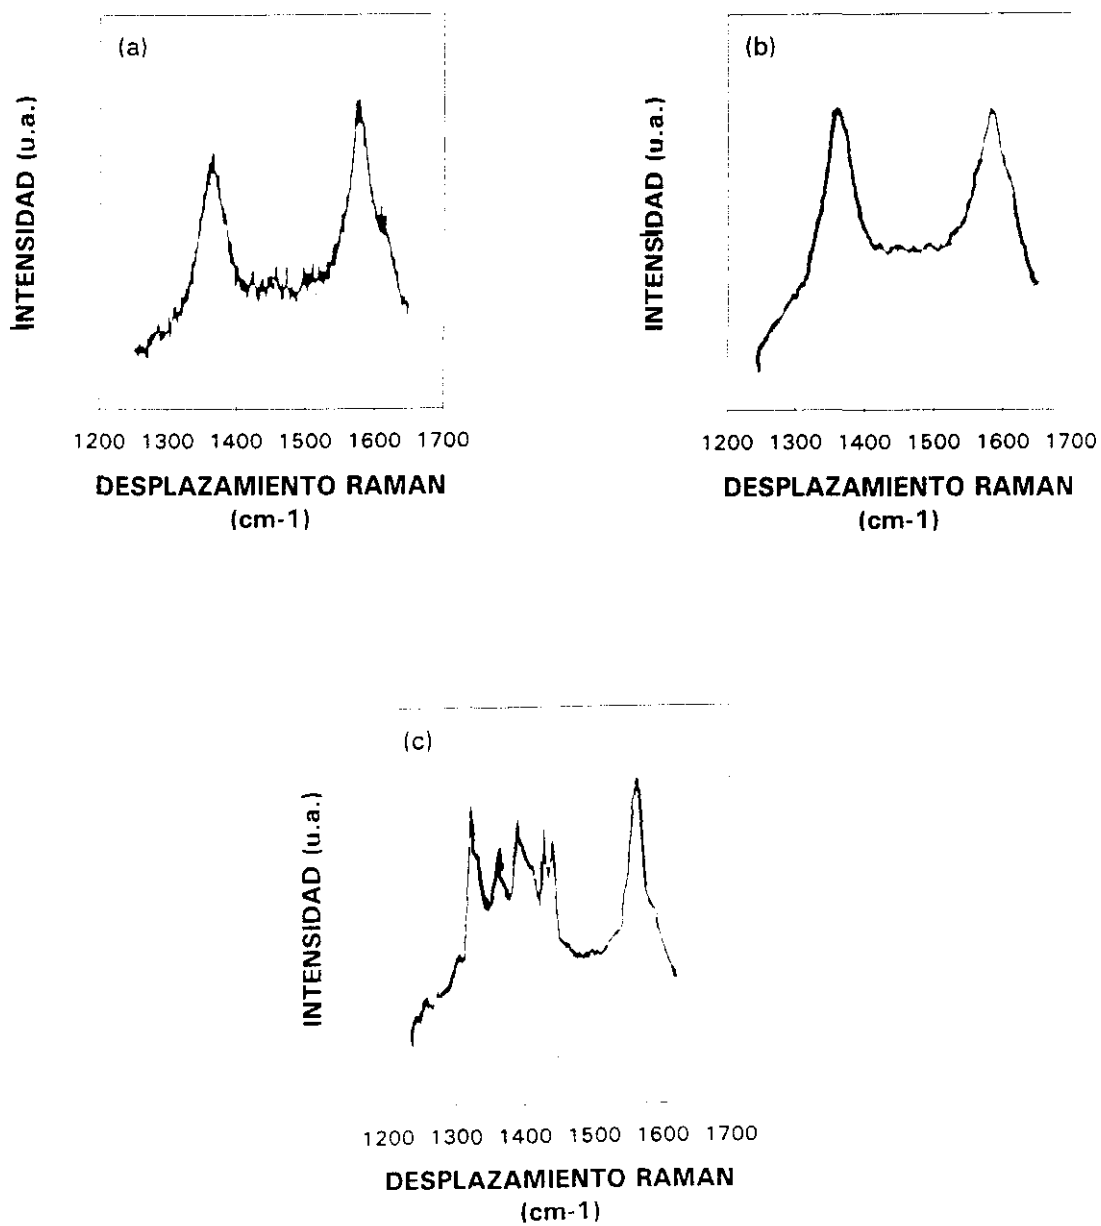 (a)
INTENSIDAD (u.a.)
1200 1300 1400 1500 1600 1700
DESPLAZAMIENTO RAMAN
(cm-1)
(b)
INTENSIDAD (u.a.)
1200 1300 1400 1500 1600 1700
DESPLAZAMIENTO RAMAN
(cm-1)
(c)
INTENSIDAD (u.a.)
1200 1300 1400 1500 1600 1700
DESPLAZAMIENTO RAMAN
(cm-1)